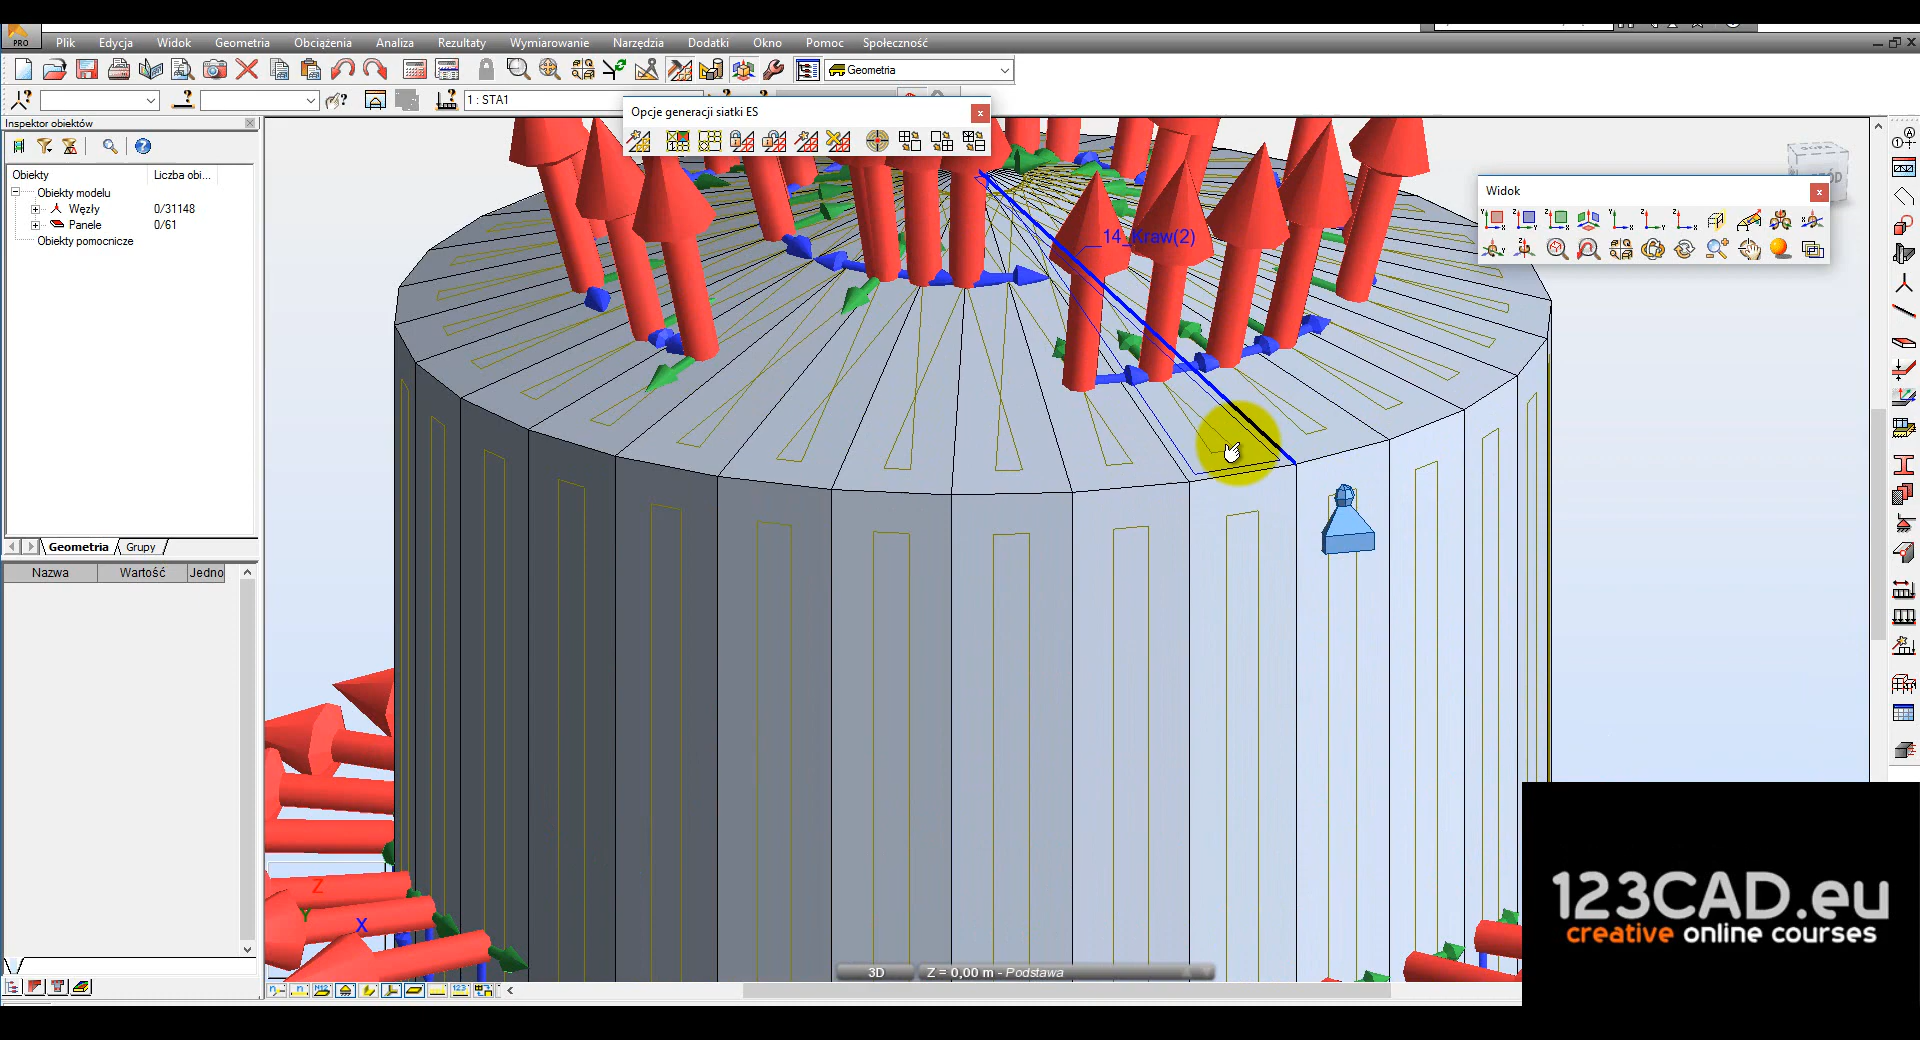 PRO
Plik Edycja Widok Geometria Obciążenia Analiza Rezultaty Wymiarowanie Narzędzia Dodatki Okno Pomoc Społeczność
Geometria
1 : STA1
Opcje generacji siatki ES
Inspektor obiektów
Obiekty Liczba obi...
Obiekty modelu
Węzły 0/31148
Panele 0/61
Obiekty pomocnicze
Geometria Grupy
Nazwa Wartość Jedno
Widok
14_Kraw(2)
Z
Y
X
3D Z = 0,00 m - Podstawa
123CAD.eu
creative online courses